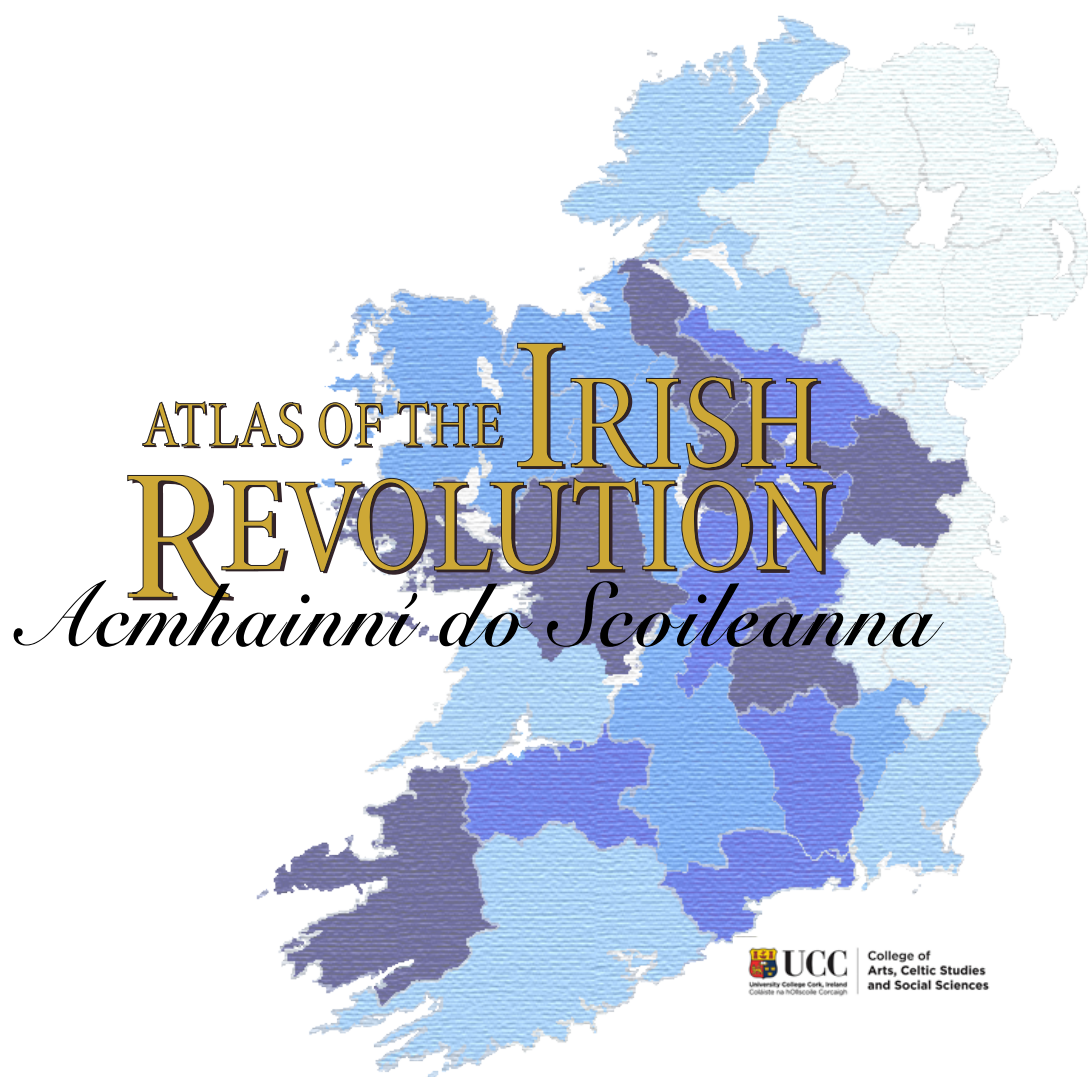 ATLAS OF THE IRISH
REVOLUTION
Acmhainní do Scoileanna
UCC
University College Cork, Ireland
Coláiste na hOllscoile Corcaigh
College of
Arts, Celtic Studies
and Social Sciences